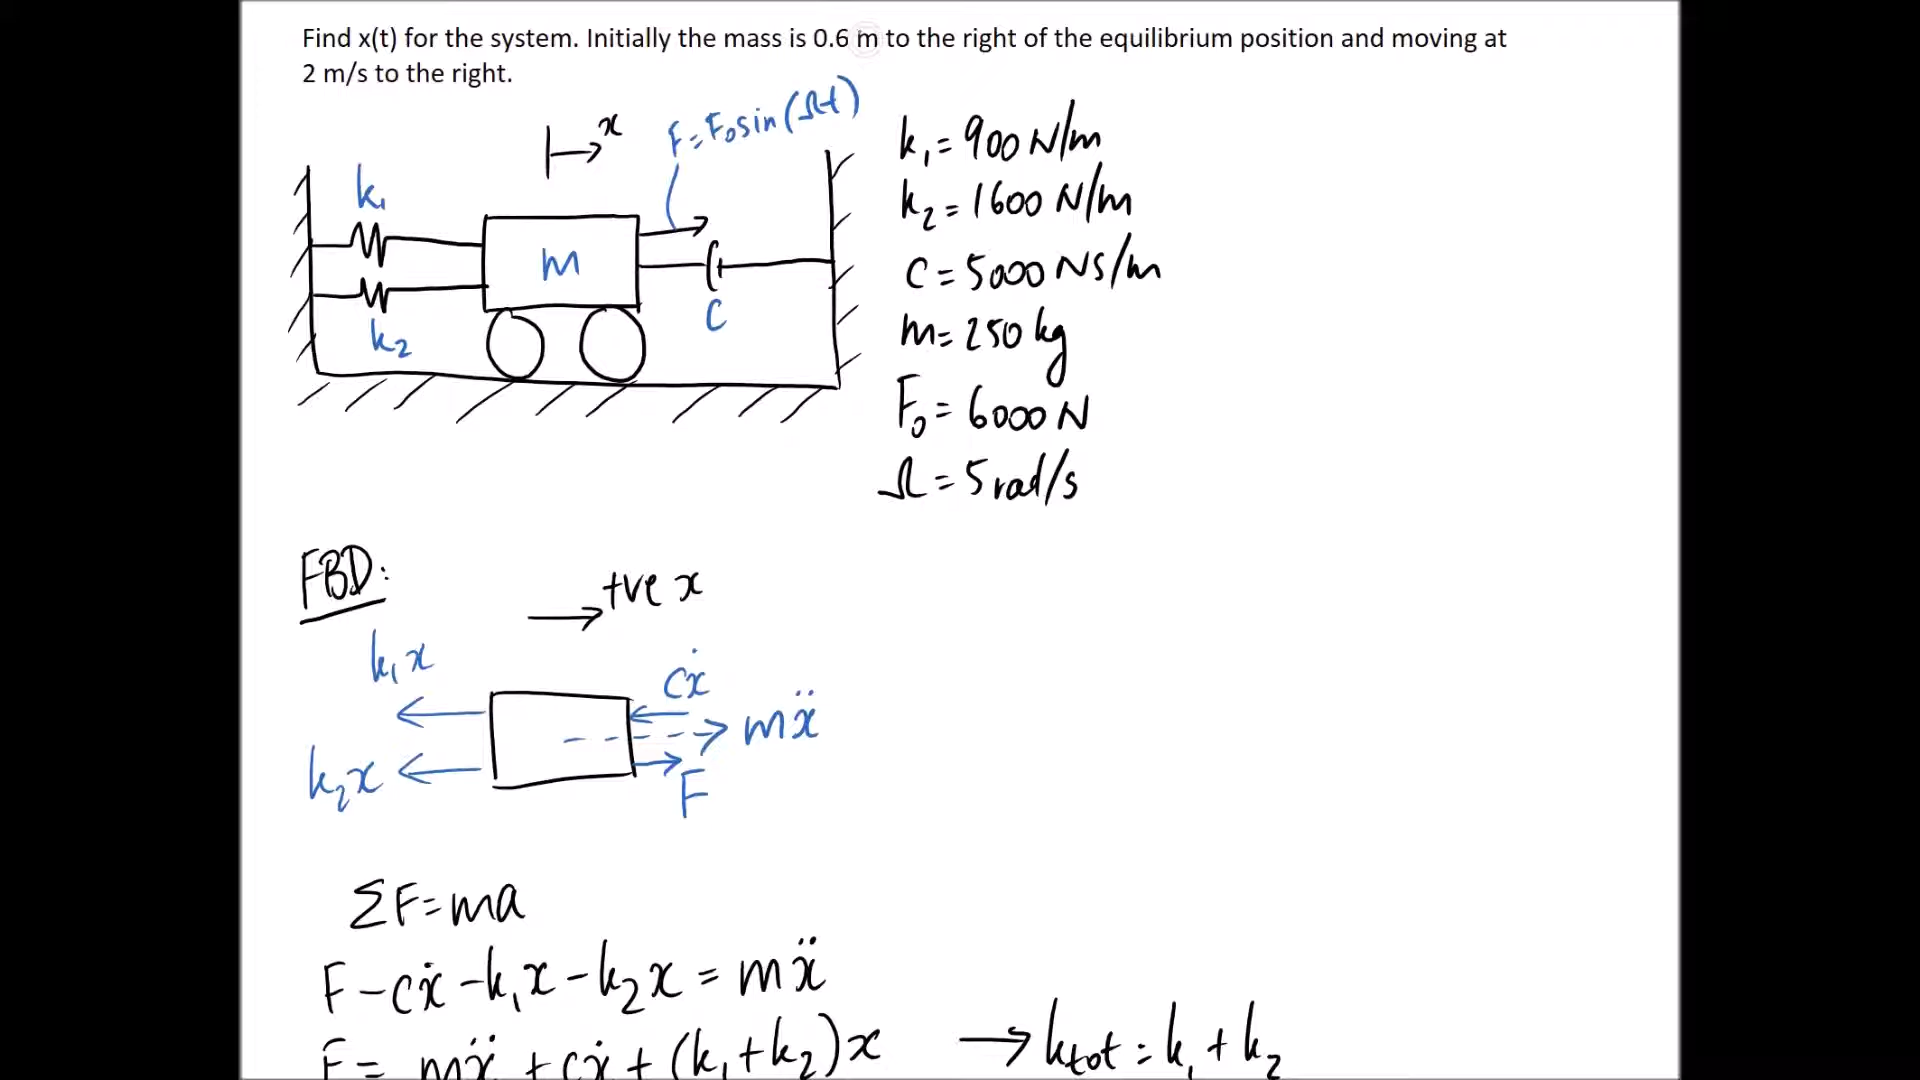 Find x(t) for the system. Initially the mass is 0.6 m to the right of the equilibrium position and moving at
2 m/s to the right.
x
F=F₀sin(Ωt)
k₁
m
k₂
C
k₁=900 N/m
k₂=1600 N/m
C=5000 NS/m
m=250 kg
F₀=6000 N
Ω=5 rad/s
FBD:
+ve x
k₁x
cẋ
mẍ
k₂x
F
ΣF=ma
F-cẋ-k₁x-k₂x=mẍ
F= mẍ+cẋ+(k₁+k₂)x → ktot=k₁+k₂